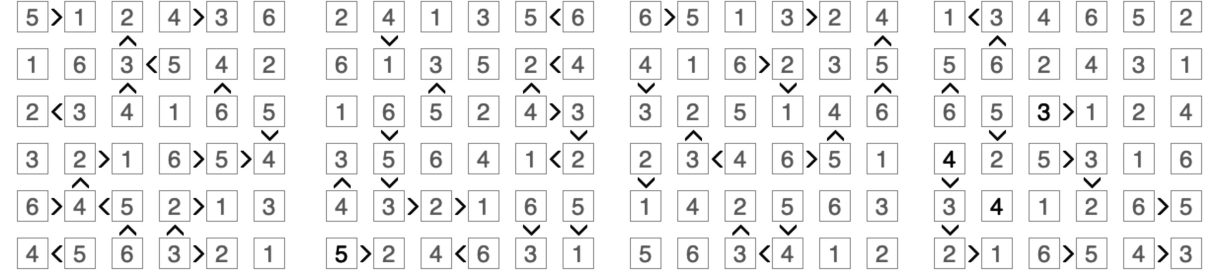 5 > 1 2 4 > 3 6 2 4 1 3 5 < 6 6 > 5 1 3 > 2 4 1 < 3 4 6 5 2
^ v ^ ^
1 6 3 < 5 4 2 6 1 3 5 2 < 4 4 1 6 > 2 3 5 5 6 2 4 3 1
^ ^ ^ ^ v v ^ ^
2 < 3 4 1 6 5 1 6 5 2 4 > 3 3 2 5 1 4 6 6 5 3 > 1 2 4
v v v ^ ^ v
3 2 > 1 6 > 5 > 4 3 5 6 4 1 < 2 2 3 < 4 6 > 5 1 4 2 5 > 3 1 6
^ ^ v v v v
6 > 4 < 5 2 > 1 3 4 3 > 2 > 1 6 5 1 4 2 5 6 3 3 4 1 2 6 > 5
^ ^ v v ^ ^ v
4 < 5 6 3 > 2 1 5 > 2 4 < 6 3 1 5 6 3 < 4 1 2 2 > 1 6 > 5 4 > 3